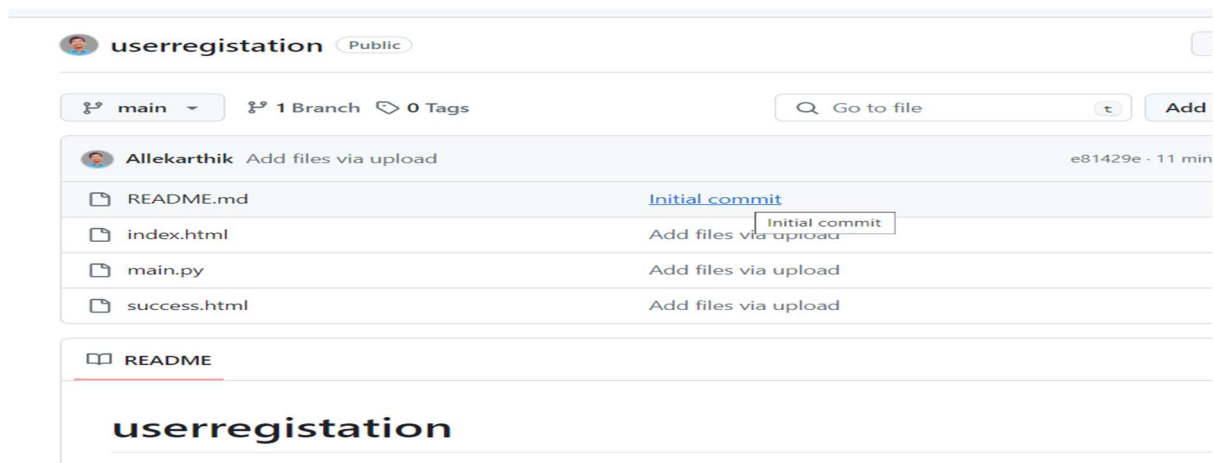 userregistation Public
main 1 Branch 0 Tags Go to file t Add
Allekarthik Add files via upload e81429e · 11 min
README.md Initial commit
Initial commit
index.html Add files via upload
main.py Add files via upload
success.html Add files via upload
README
userregistation